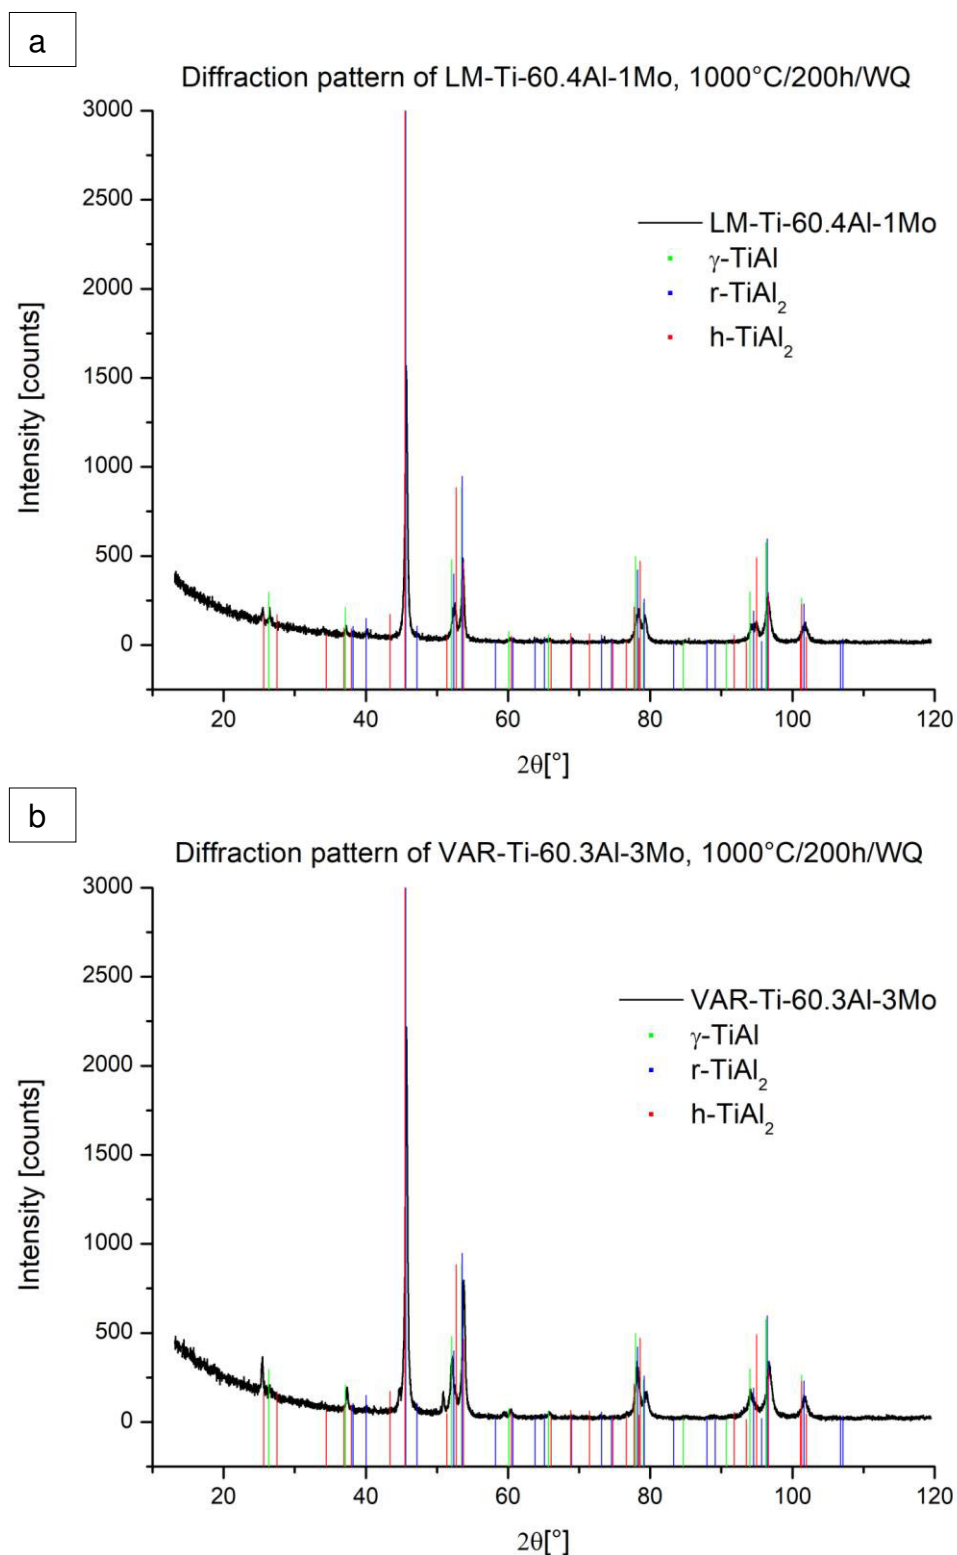 a
Diffraction pattern of LM-Ti-60.4Al-1Mo, 1000°C/200h/WQ
3000
2500
2000
1500
1000
500
0
Intensity [counts]
LM-Ti-60.4Al-1Mo
γ-TiAl
r-TiAl₂
h-TiAl₂
20 40 60 80 100 120
2θ[°]
b
Diffraction pattern of VAR-Ti-60.3Al-3Mo, 1000°C/200h/WQ
3000
2500
2000
1500
1000
500
0
Intensity [counts]
VAR-Ti-60.3Al-3Mo
γ-TiAl
r-TiAl₂
h-TiAl₂
20 40 60 80 100 120
2θ[°]